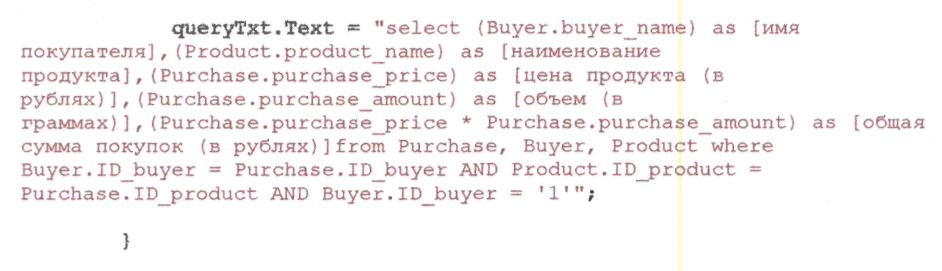 queryTxt.Text = "select (Buyer.buyer_name) as [имя
покупателя],(Product.product_name) as [наименование
продукта],(Purchase.purchase_price) as [цена продукта (в
рублях)],(Purchase.purchase_amount) as [объем (в
граммах)],(Purchase.purchase_price * Purchase.purchase_amount) as [общая
сумма покупок (в рублях)]from Purchase, Buyer, Product where
Buyer.ID_buyer = Purchase.ID_buyer AND Product.ID_product =
Purchase.ID_product AND Buyer.ID_buyer = '1'";
}